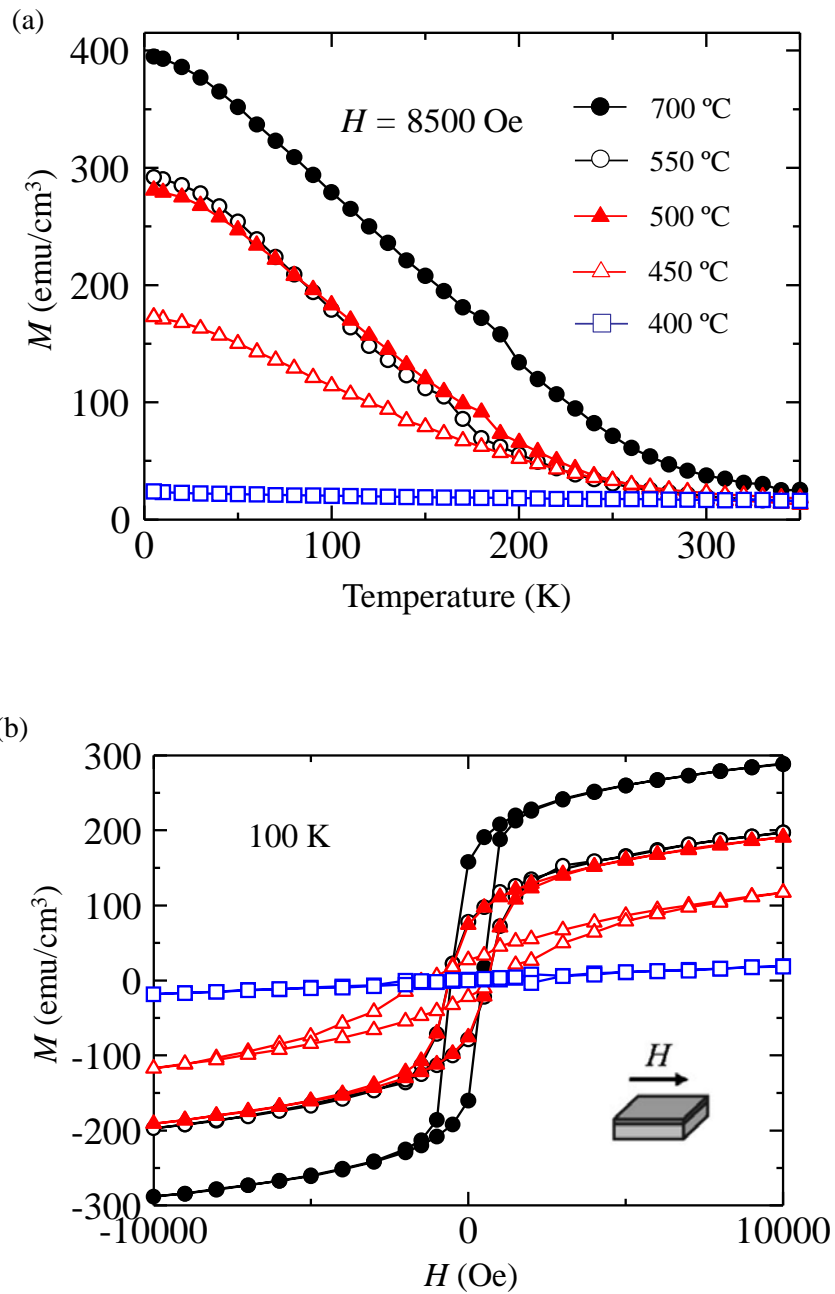 (a)
400
300
200
100
0
M (emu/cm³)
H = 8500 Oe
700 ºC
550 ºC
500 ºC
450 ºC
400 ºC
0 100 200 300
Temperature (K)
(b)
300
200
100
0
-100
-200
-300
M (emu/cm³)
100 K
H
-10000 0 10000
H (Oe)